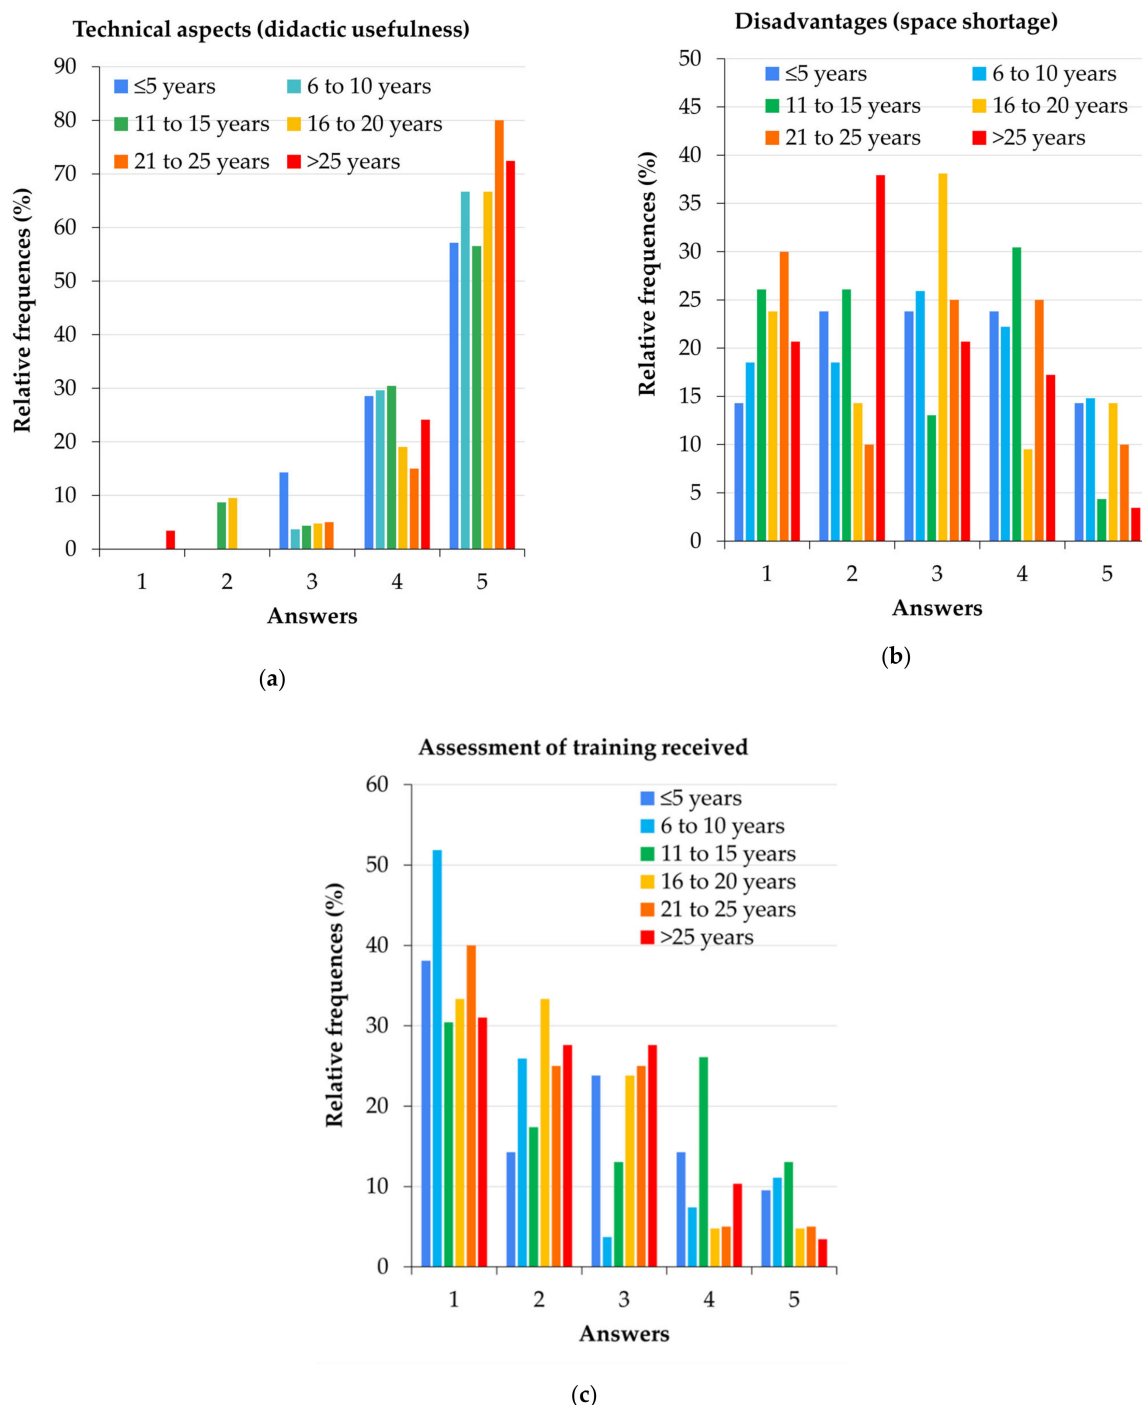 Technical aspects (didactic usefulness)
Relative frequences (%)
90
80
70
60
50
40
30
20
10
0
≤5 years
6 to 10 years
11 to 15 years
16 to 20 years
21 to 25 years
>25 years
1 2 3 4 5
Answers
(a)
Disadvantages (space shortage)
Relative frequences (%)
50
45
40
35
30
25
20
15
10
5
0
≤5 years
6 to 10 years
11 to 15 years
16 to 20 years
21 to 25 years
>25 years
1 2 3 4 5
Answers
(b)
Assessment of training received
Relative frequences (%)
60
50
40
30
20
10
0
≤5 years
6 to 10 years
11 to 15 years
16 to 20 years
21 to 25 years
>25 years
1 2 3 4 5
Answers
(c)